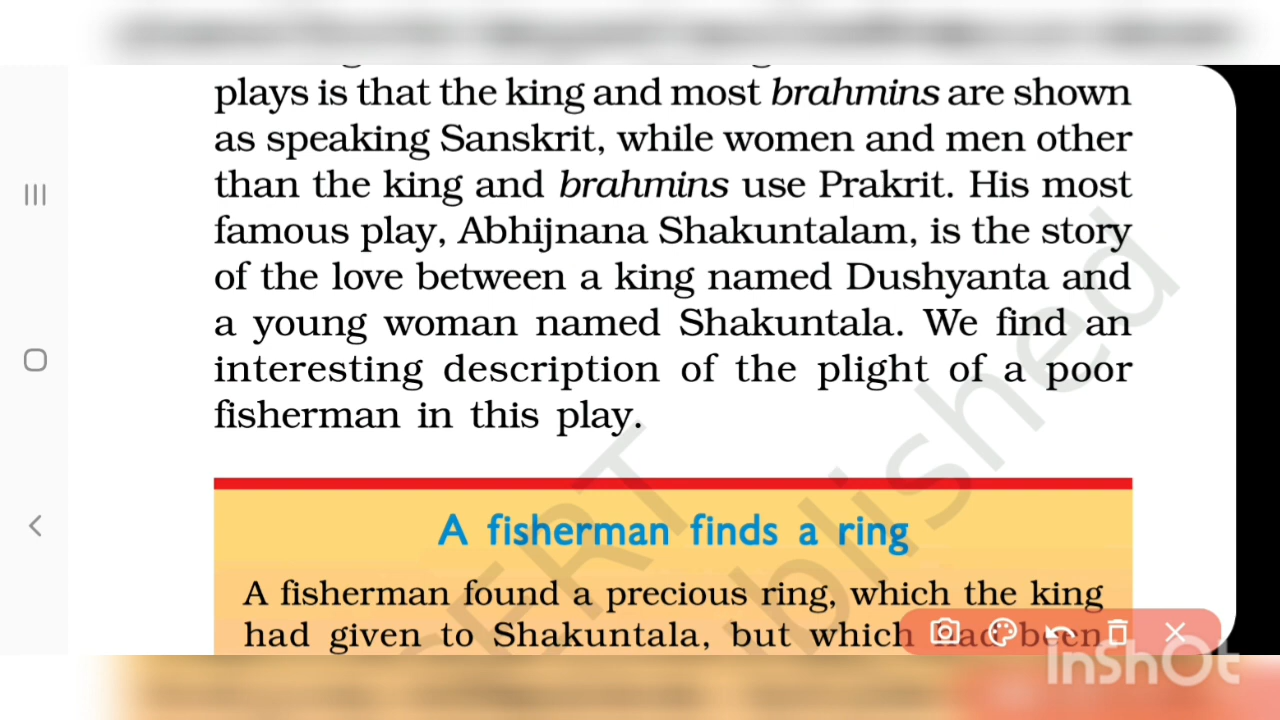 plays is that the king and most brahmins are shown
as speaking Sanskrit, while women and men other
than the king and brahmins use Prakrit. His most
famous play, Abhijnana Shakuntalam, is the story
of the love between a king named Dushyanta and
a young woman named Shakuntala. We find an
interesting description of the plight of a poor
fisherman in this play.
A fisherman finds a ring
A fisherman found a precious ring, which the king
had given to Shakuntala, but which had been
InShOt